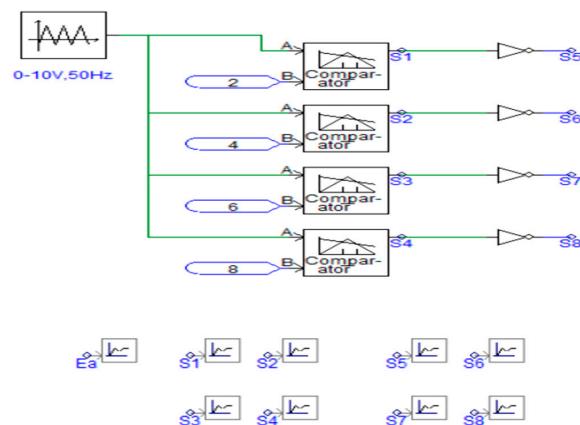 0-10V,50Hz
A
B
2
Compar-
ator
S1
S5
A
B
4
Compar-
ator
S2
S6
A
B
6
Compar-
ator
S3
S7
A
B
8
Compar-
ator
S4
S8
Ea
S1
S2
S5
S6
S3
S4
S7
S8